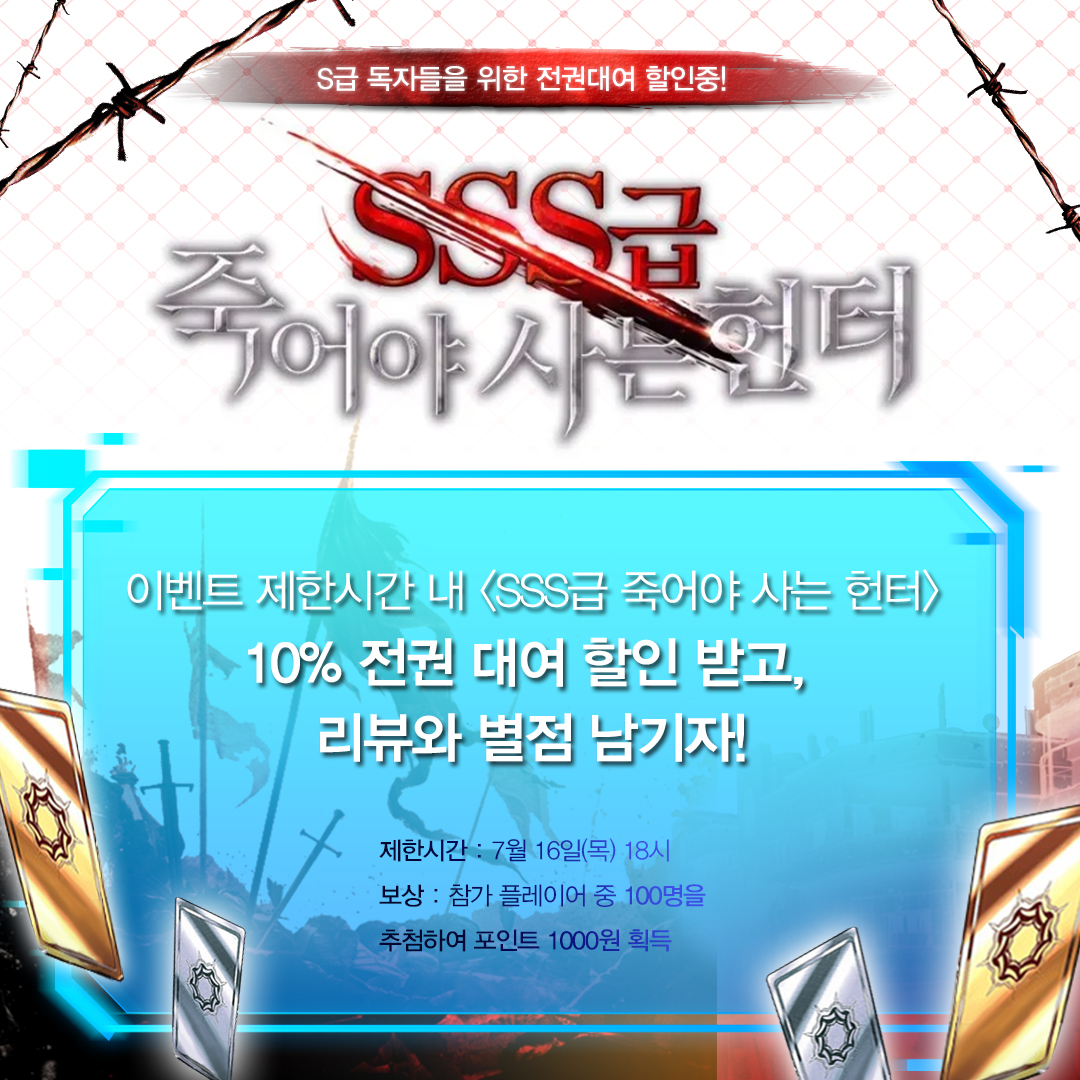 S급 독자들을 위한 전권대여 할인중!
SSS급
죽어야 사는 헌터
이벤트 제한시간 내 <SSS급 죽어야 사는 헌터>
10% 전권 대여 할인 받고,
리뷰와 별점 남기자!
제한시간 : 7월 16일(목) 18시
보상 : 참가 플레이어 중 100명을
추첨하여 포인트 1000원 획득